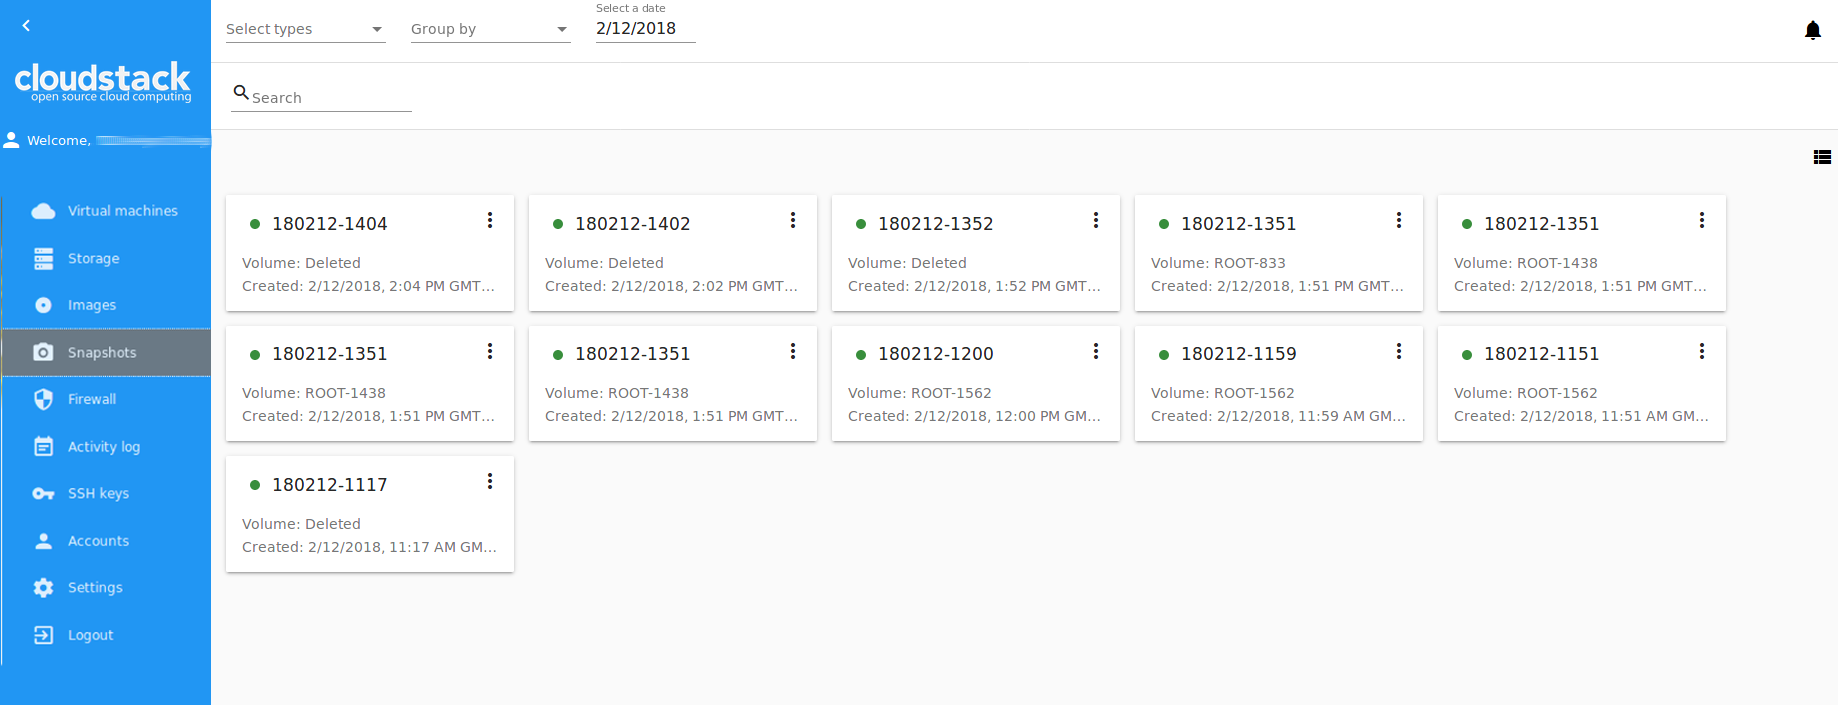 cloudstack
open source cloud computing
Welcome,
Virtual machines
Storage
Images
Snapshots
Firewall
Activity log
SSH keys
Accounts
Settings
Logout
Select types
Group by
Select a date
2/12/2018
Search
180212-1404
Volume: Deleted
Created: 2/12/2018, 2:04 PM GMT...
180212-1402
Volume: Deleted
Created: 2/12/2018, 2:02 PM GMT...
180212-1352
Volume: Deleted
Created: 2/12/2018, 1:52 PM GMT...
180212-1351
Volume: ROOT-833
Created: 2/12/2018, 1:51 PM GMT...
180212-1351
Volume: ROOT-1438
Created: 2/12/2018, 1:51 PM GMT...
180212-1351
Volume: ROOT-1438
Created: 2/12/2018, 1:51 PM GMT...
180212-1351
Volume: ROOT-1438
Created: 2/12/2018, 1:51 PM GMT...
180212-1200
Volume: ROOT-1562
Created: 2/12/2018, 12:00 PM GM...
180212-1159
Volume: ROOT-1562
Created: 2/12/2018, 11:59 AM GM...
180212-1151
Volume: ROOT-1562
Created: 2/12/2018, 11:51 AM GM...
180212-1117
Volume: Deleted
Created: 2/12/2018, 11:17 AM GM...